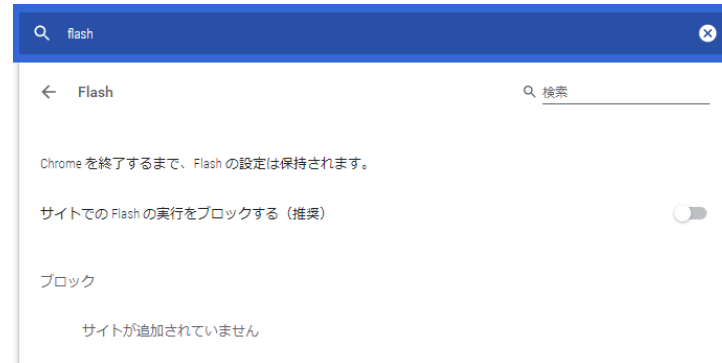 flash
Flash
検索
Chrome を終了するまで、Flash の設定は保持されます。
サイトでの Flash の実行をブロックする（推奨）
ブロック
サイトが追加されていません